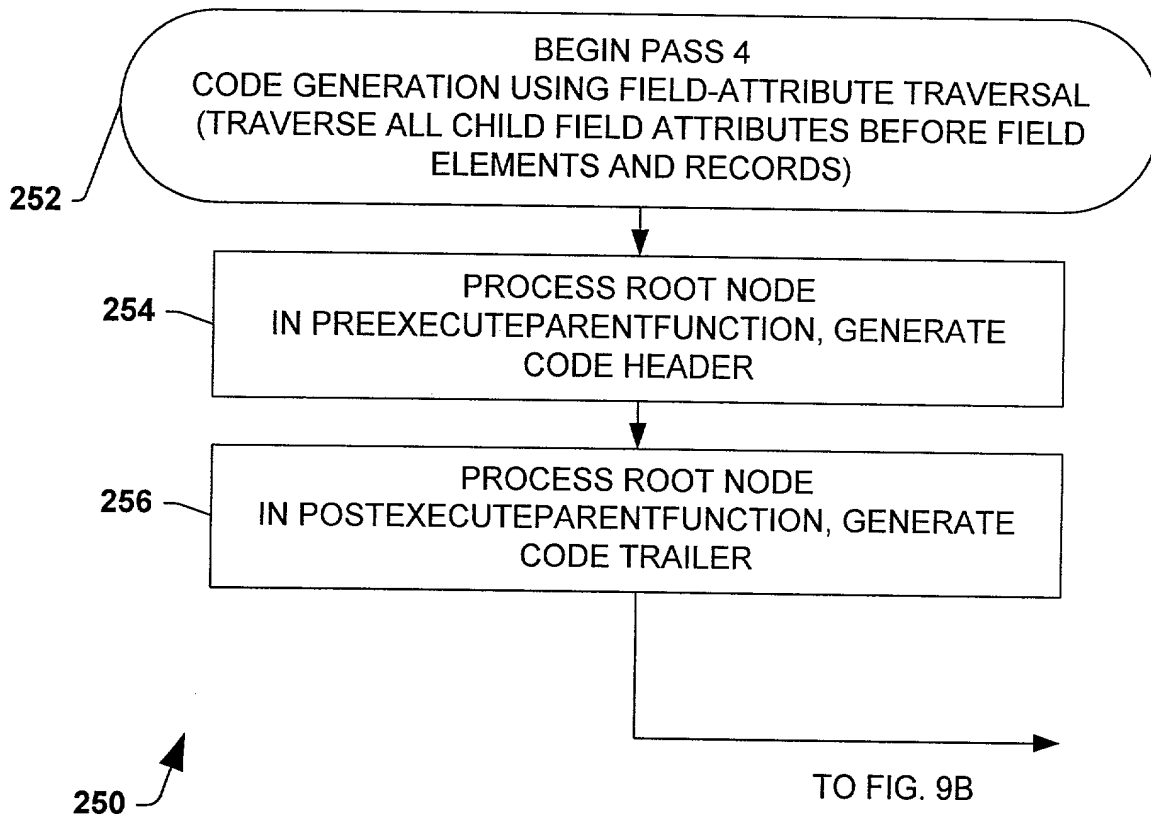 BEGIN PASS 4
CODE GENERATION USING FIELD-ATTRIBUTE TRAVERSAL
(TRAVERSE ALL CHILD FIELD ATTRIBUTES BEFORE FIELD
ELEMENTS AND RECORDS)
252
254
PROCESS ROOT NODE
IN PREEXECUTEPARENTFUNCTION, GENERATE
CODE HEADER
256
PROCESS ROOT NODE
IN POSTEXECUTEPARENTFUNCTION, GENERATE
CODE TRAILER
250
TO FIG. 9B